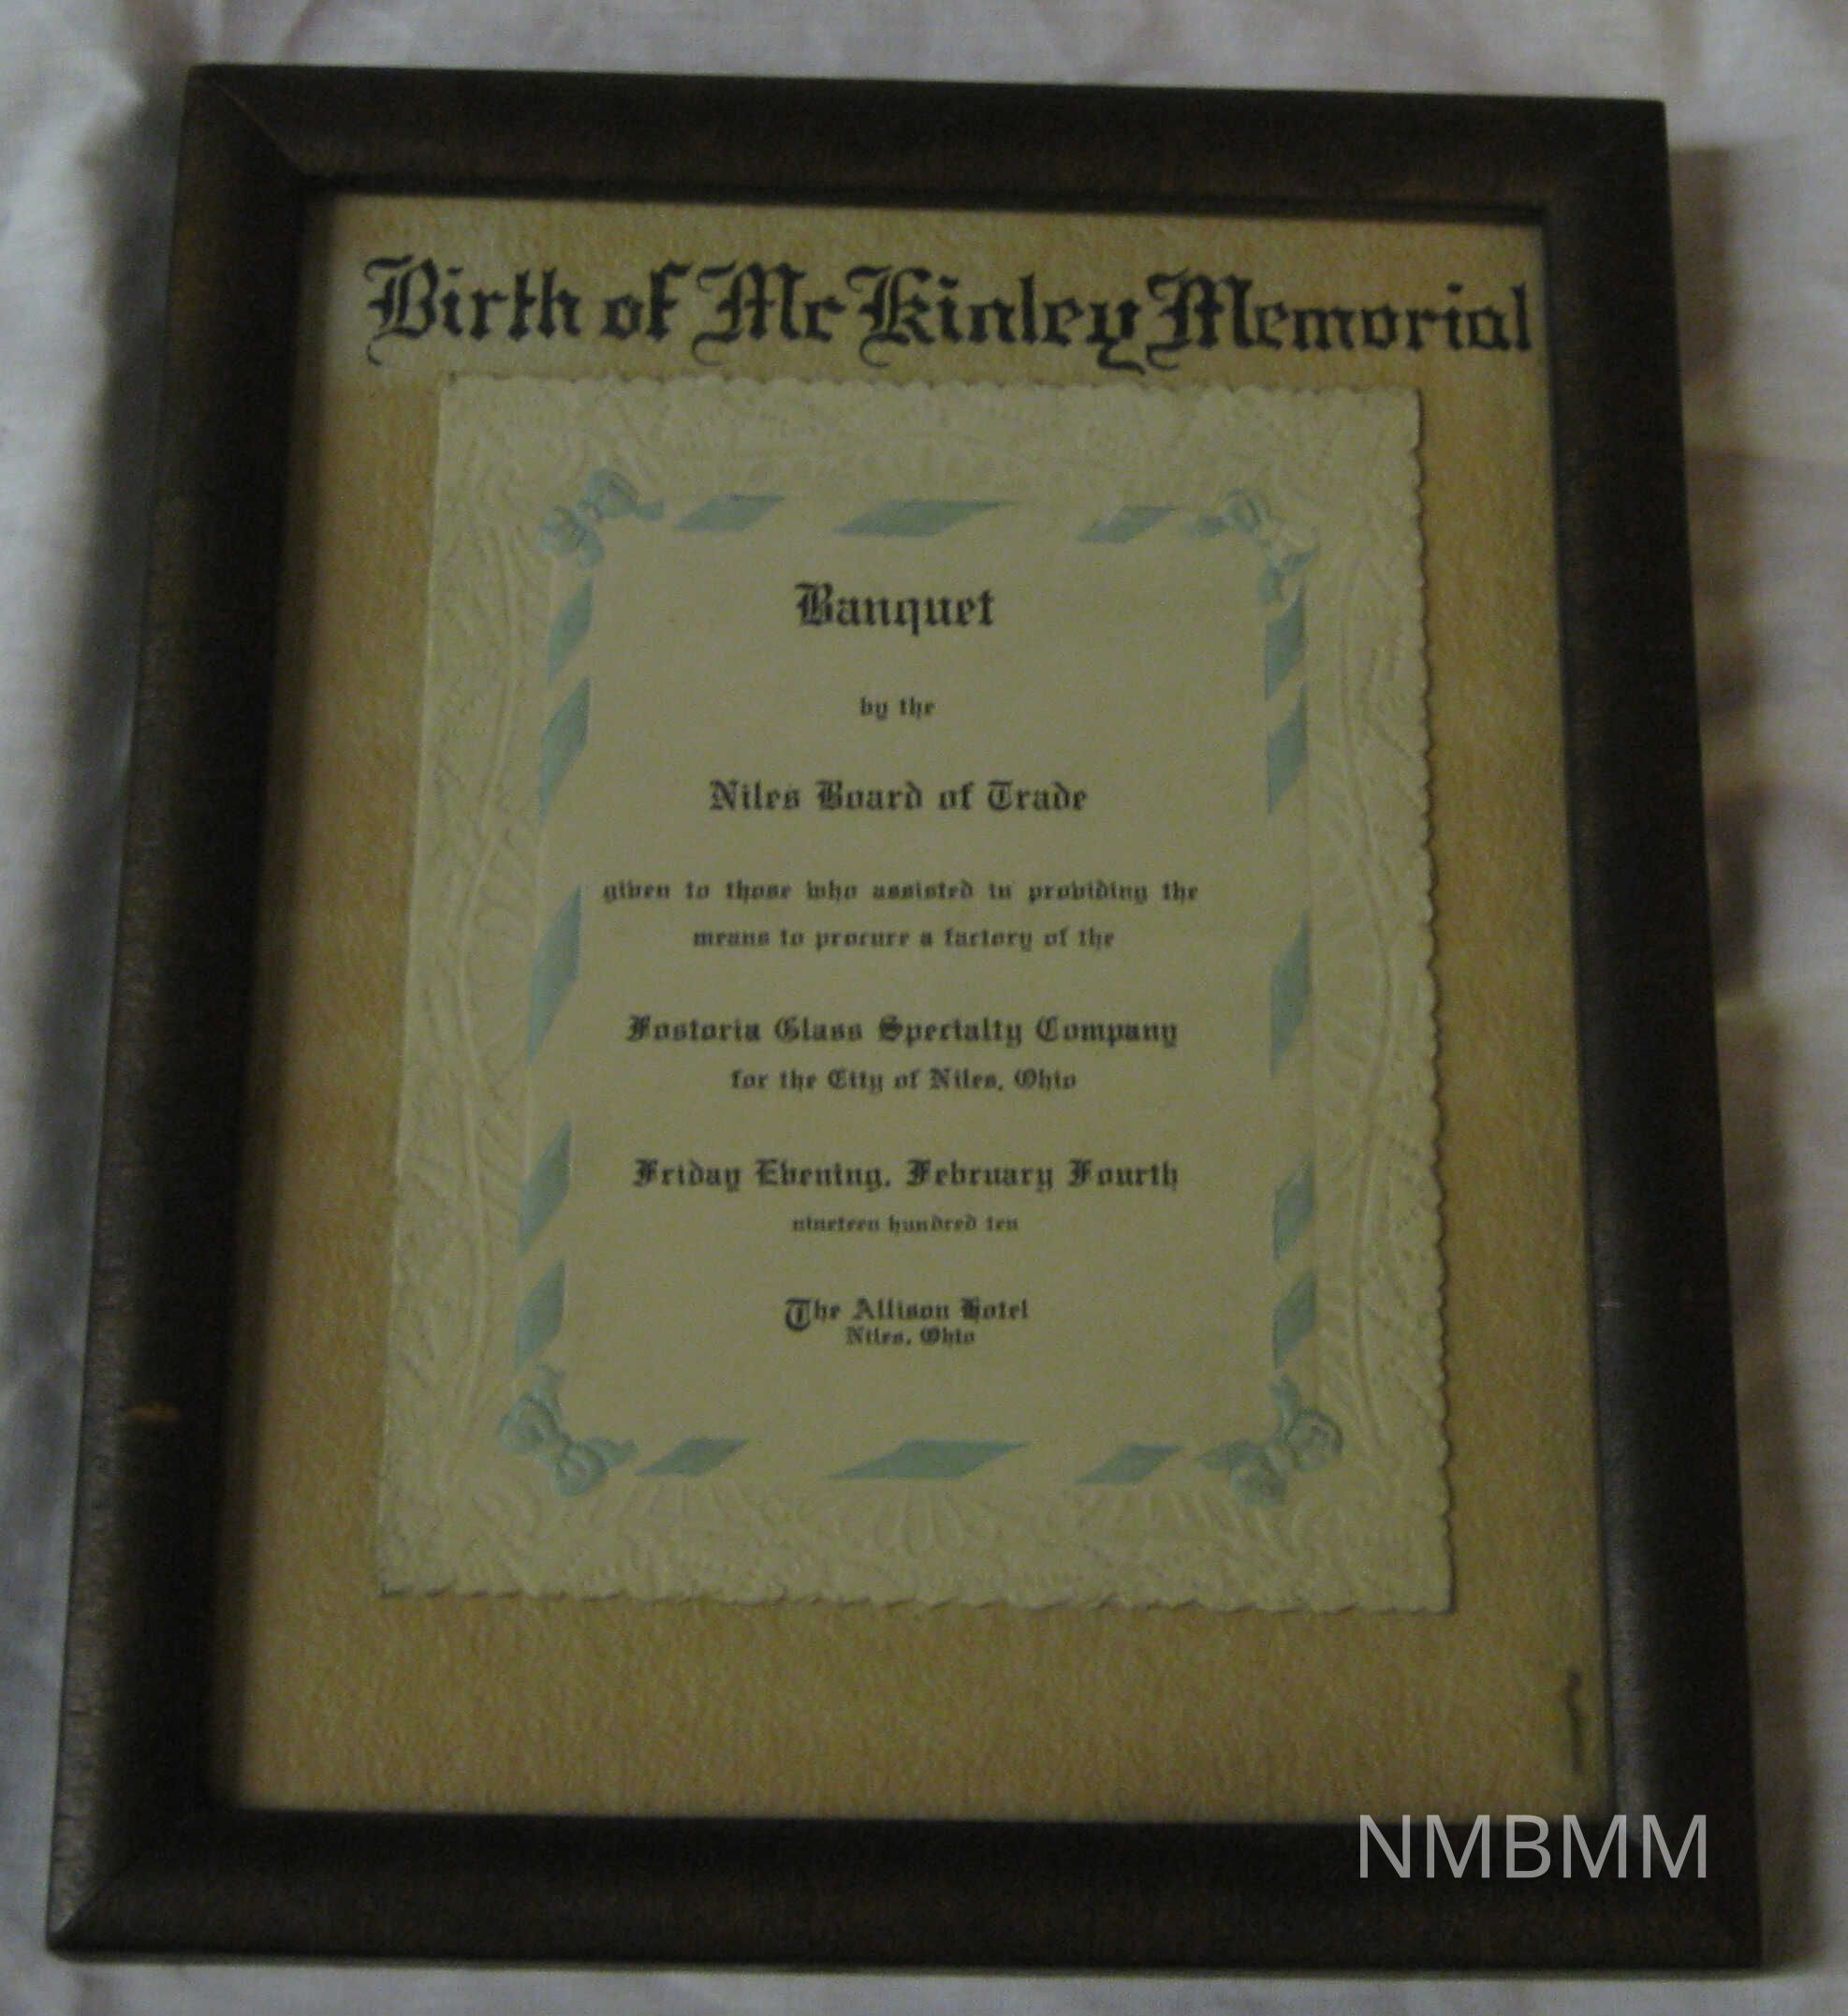 Birth of McKinley Memorial
Banquet
by the
Niles Board of Trade
given to those who assisted in providing the
means to procure a factory of the
Fostoria Glass Specialty Company
for the City of Niles, Ohio
Friday Evening, February Fourth
nineteen hundred ten
The Allison Hotel
Niles, Ohio
NMBMM